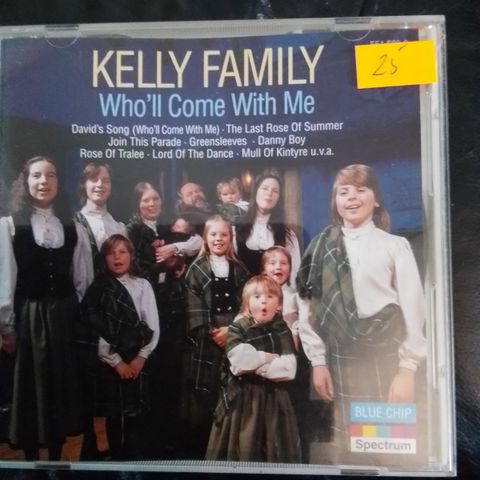 25
KELLY FAMILY
Who'll Come With Me
David's Song (Who'll Come With Me) · The Last Rose Of Summer
Join This Parade · Greensleeves · Danny Boy
Rose Of Tralee · Lord Of The Dance · Mull Of Kintyre u.v.a.
BLUE CHIP
Spectrum